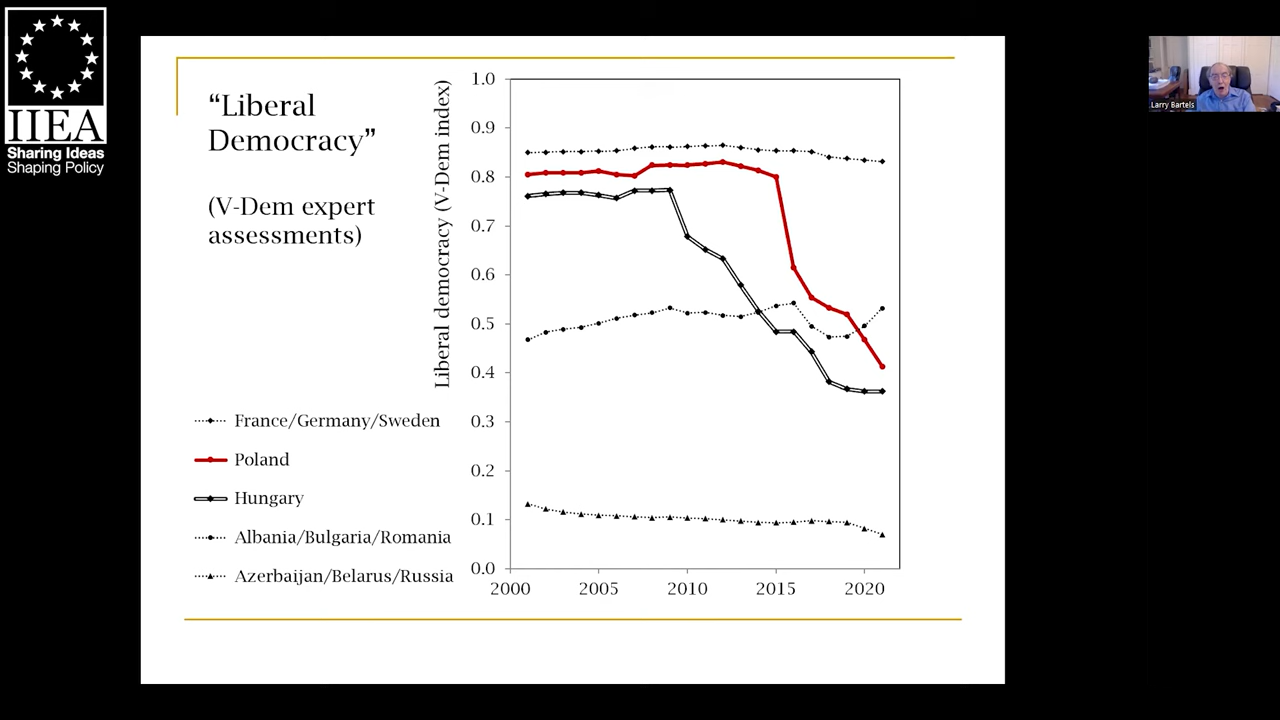 IIEA
Sharing Ideas
Shaping Policy
“Liberal
Democracy”
(V-Dem expert
assessments)
Liberal democracy (V-Dem index)
1.0
0.9
0.8
0.7
0.6
0.5
0.4
0.3
0.2
0.1
0.0
2000 2005 2010 2015 2020
France/Germany/Sweden
Poland
Hungary
Albania/Bulgaria/Romania
Azerbaijan/Belarus/Russia
Larry Bartels